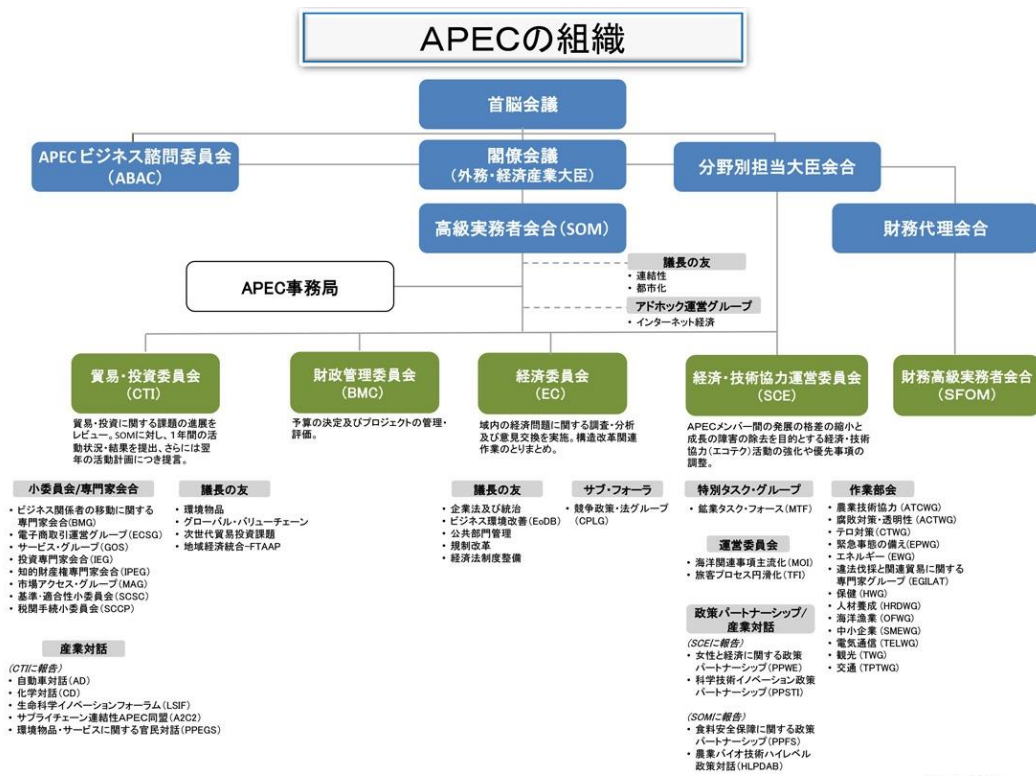 APECの組織
首脳会議
APEC ビジネス諮問委員会
(ABAC)
閣僚会議
(外務・経済産業大臣)
分野別担当大臣会合
高級実務者会合(SOM)
財務代理会合
APEC事務局
議長の友
• 連結性
• 都市化
アドホック運営グループ
• インターネット経済
貿易・投資委員会
(CTI)
貿易・投資に関する課題の進展を
レビュー。SOMに対し、1年間の活
動状況・結果を提出、さらには翌
年の活動計画につき提言。
財政管理委員会
(BMC)
予算の決定及びプロジェクトの管理・
評価。
経済委員会
(EC)
域内の経済問題に関する調査・分析
及び意見交換を実施。構造改革関連
作業のとりまとめ。
経済・技術協力運営委員会
(SCE)
APECメンバー間の発展の格差の縮小と
成長の障害の除去を目的とする経済・技術
協力(エコテク)活動の強化や優先事項の
調整。
財務高級実務者会合
(SFOM)
小委員会/専門家会合
• ビジネス関係者の移動に関する
専門家会合(BMG)
• 電子商取引運営グループ(ECSG)
• サービス・グループ(GOS)
• 投資専門家会合(IEG)
• 知的財産権専門家会合(IPEG)
• 市場アクセス・グループ(MAG)
• 基準・適合性小委員会(SCSC)
• 税関手続小委員会(SCCP)
議長の友
• 環境物品
• グローバル・バリューチェーン
• 次世代貿易投資課題
• 地域経済統合-FTAAP
産業対話
(CTIに報告)
• 自動車対話(AD)
• 化学対話(CD)
• 生命科学イノベーションフォーラム(LSIF)
• サプライチェーン連結性APEC同盟(A2C2)
• 環境物品・サービスに関する官民対話(PPEGS)
議長の友
• 企業法及び統治
• ビジネス環境改善(EoDB)
• 公共部門管理
• 規制改革
• 経済法制度整備
サブ・フォーラ
• 競争政策・法グループ
(CPLG)
特別タスク・グループ
• 鉱業タスク・フォース(MTF)
運営委員会
• 海洋関連事項主流化(MOI)
• 旅客プロセス円滑化(TFI)
政策パートナーシップ/
産業対話
(SCEに報告)
• 女性と経済に関する政策
パートナーシップ(PPWE)
• 科学技術イノベーション政策
パートナーシップ(PPSTI)
(SOMに報告)
• 食料安全保障に関する政策
パートナーシップ(PPFS)
• 農業バイオ技術ハイレベル
政策対話(HLPDAB)
作業部会
• 農業技術協力(ATCWG)
• 腐敗対策・透明性(ACTWG)
• テロ対策(CTWG)
• 緊急事態の備え(EPWG)
• エネルギー(EWG)
• 違法伐採と関連貿易に関する
専門家グループ(EGILAT)
• 保健(HWG)
• 人材養成(HRDWG)
• 海洋漁業(OFWG)
• 中小企業(SMEWG)
• 電気通信(TELWG)
• 観光(TWG)
• 交通(TPTWG)